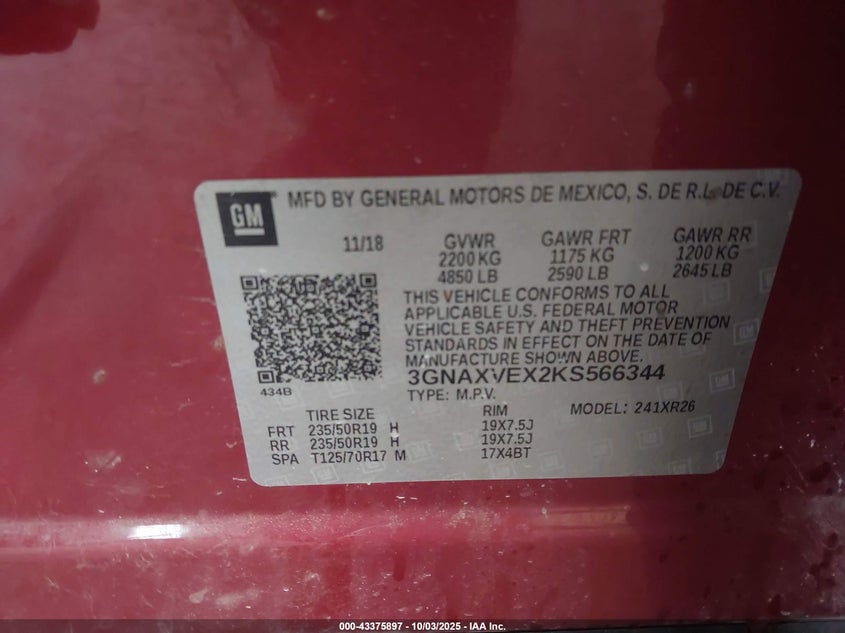 GM
MFD BY GENERAL MOTORS DE MEXICO, S. DE R.L. DE C.V.
11/18 GVWR GAWR FRT GAWR RR
2200 KG 1175 KG 1200 KG
4850 LB 2590 LB 2645 LB
THIS VEHICLE CONFORMS TO ALL
APPLICABLE U.S. FEDERAL MOTOR
VEHICLE SAFETY AND THEFT PREVENTION
STANDARDS IN EFFECT ON THE DATE OF
MANUFACTURE SHOWN ABOVE.
434B
3GNAXVEX2KS566344
TYPE: M.P.V. MODEL: 241XR26
TIRE SIZE RIM
FRT 235/50R19 H 19X7.5J
RR 235/50R19 H 19X7.5J
SPA T125/70R17 M 17X4BT
000-43375897 - 10/03/2025 - IAA Inc.